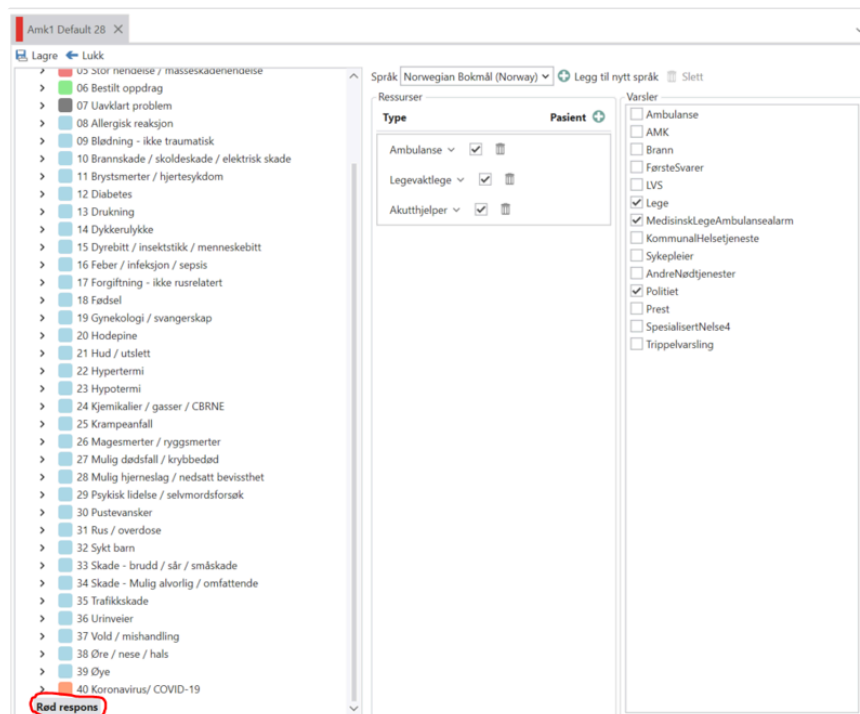 Amk1 Default 28
Lagre Lukk
05 Stor hendelse / masseskadehendelse
06 Bestilt oppdrag
07 Uavklart problem
08 Allergisk reaksjon
09 Blødning - ikke traumatisk
10 Brannskade / skoldeskade / elektrisk skade
11 Brystsmerter / hjertesykdom
12 Diabetes
13 Drukning
14 Dykkerulykke
15 Dyrebitt / insektstikk / menneskebitt
16 Feber / infeksjon / sepsis
17 Forgiftning - ikke rusrelatert
18 Fødsel
19 Gynekologi / svangerskap
20 Hodepine
21 Hud / utslett
22 Hypertermi
23 Hypotermi
24 Kjemikalier / gasser / CBRNE
25 Krampeanfall
26 Magesmerter / ryggsmerter
27 Mulig dødsfall / krybbedød
28 Mulig hjerneslag / nedsatt bevissthet
29 Psykisk lidelse / selvmordsforsøk
30 Pustevansker
31 Rus / overdose
32 Sykt barn
33 Skade - brudd / sår / småskade
34 Skade - Mulig alvorlig / omfattende
35 Trafikkskade
36 Urinveier
37 Vold / mishandling
38 Øre / nese / hals
39 Øye
40 Koronavirus/ COVID-19
Rød respons
Språk Norwegian Bokmål (Norway) Legg til nytt språk Slett
Ressurser
Type Pasient
Ambulanse
Legevaktlege
Akutthjelper
Varsler
Ambulanse
AMK
Brann
FørsteSvarer
LVS
Lege
MedisinskLegeAmbulansealarm
KommunalHelsetjeneste
Sykepleier
AndreNødtjenester
Politiet
Prest
SpesialisertNelse4
Trippelvarsling